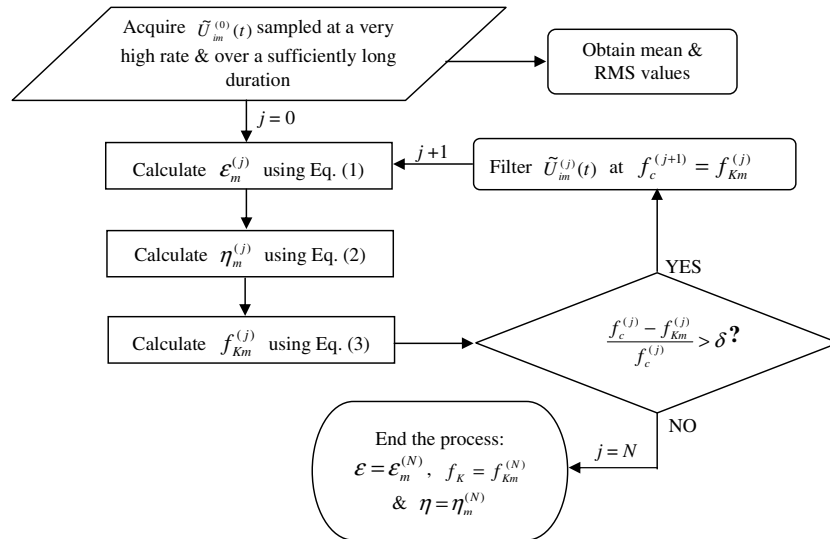 Acquire Ũ_im^(0)(t) sampled at a very
high rate & over a sufficiently long
duration
Obtain mean &
RMS values
j = 0
Calculate ε_m^(j) using Eq. (1)
j +1
Filter Ũ_im^(j)(t) at f_c^(j+1) = f_Km^(j)
Calculate η_m^(j) using Eq. (2)
YES
Calculate f_Km^(j) using Eq. (3)
(f_c^(j) − f_Km^(j)) / f_c^(j) > δ ?
NO
End the process:
ε = ε_m^(N), f_K = f_Km^(N)
& η = η_m^(N)
j = N